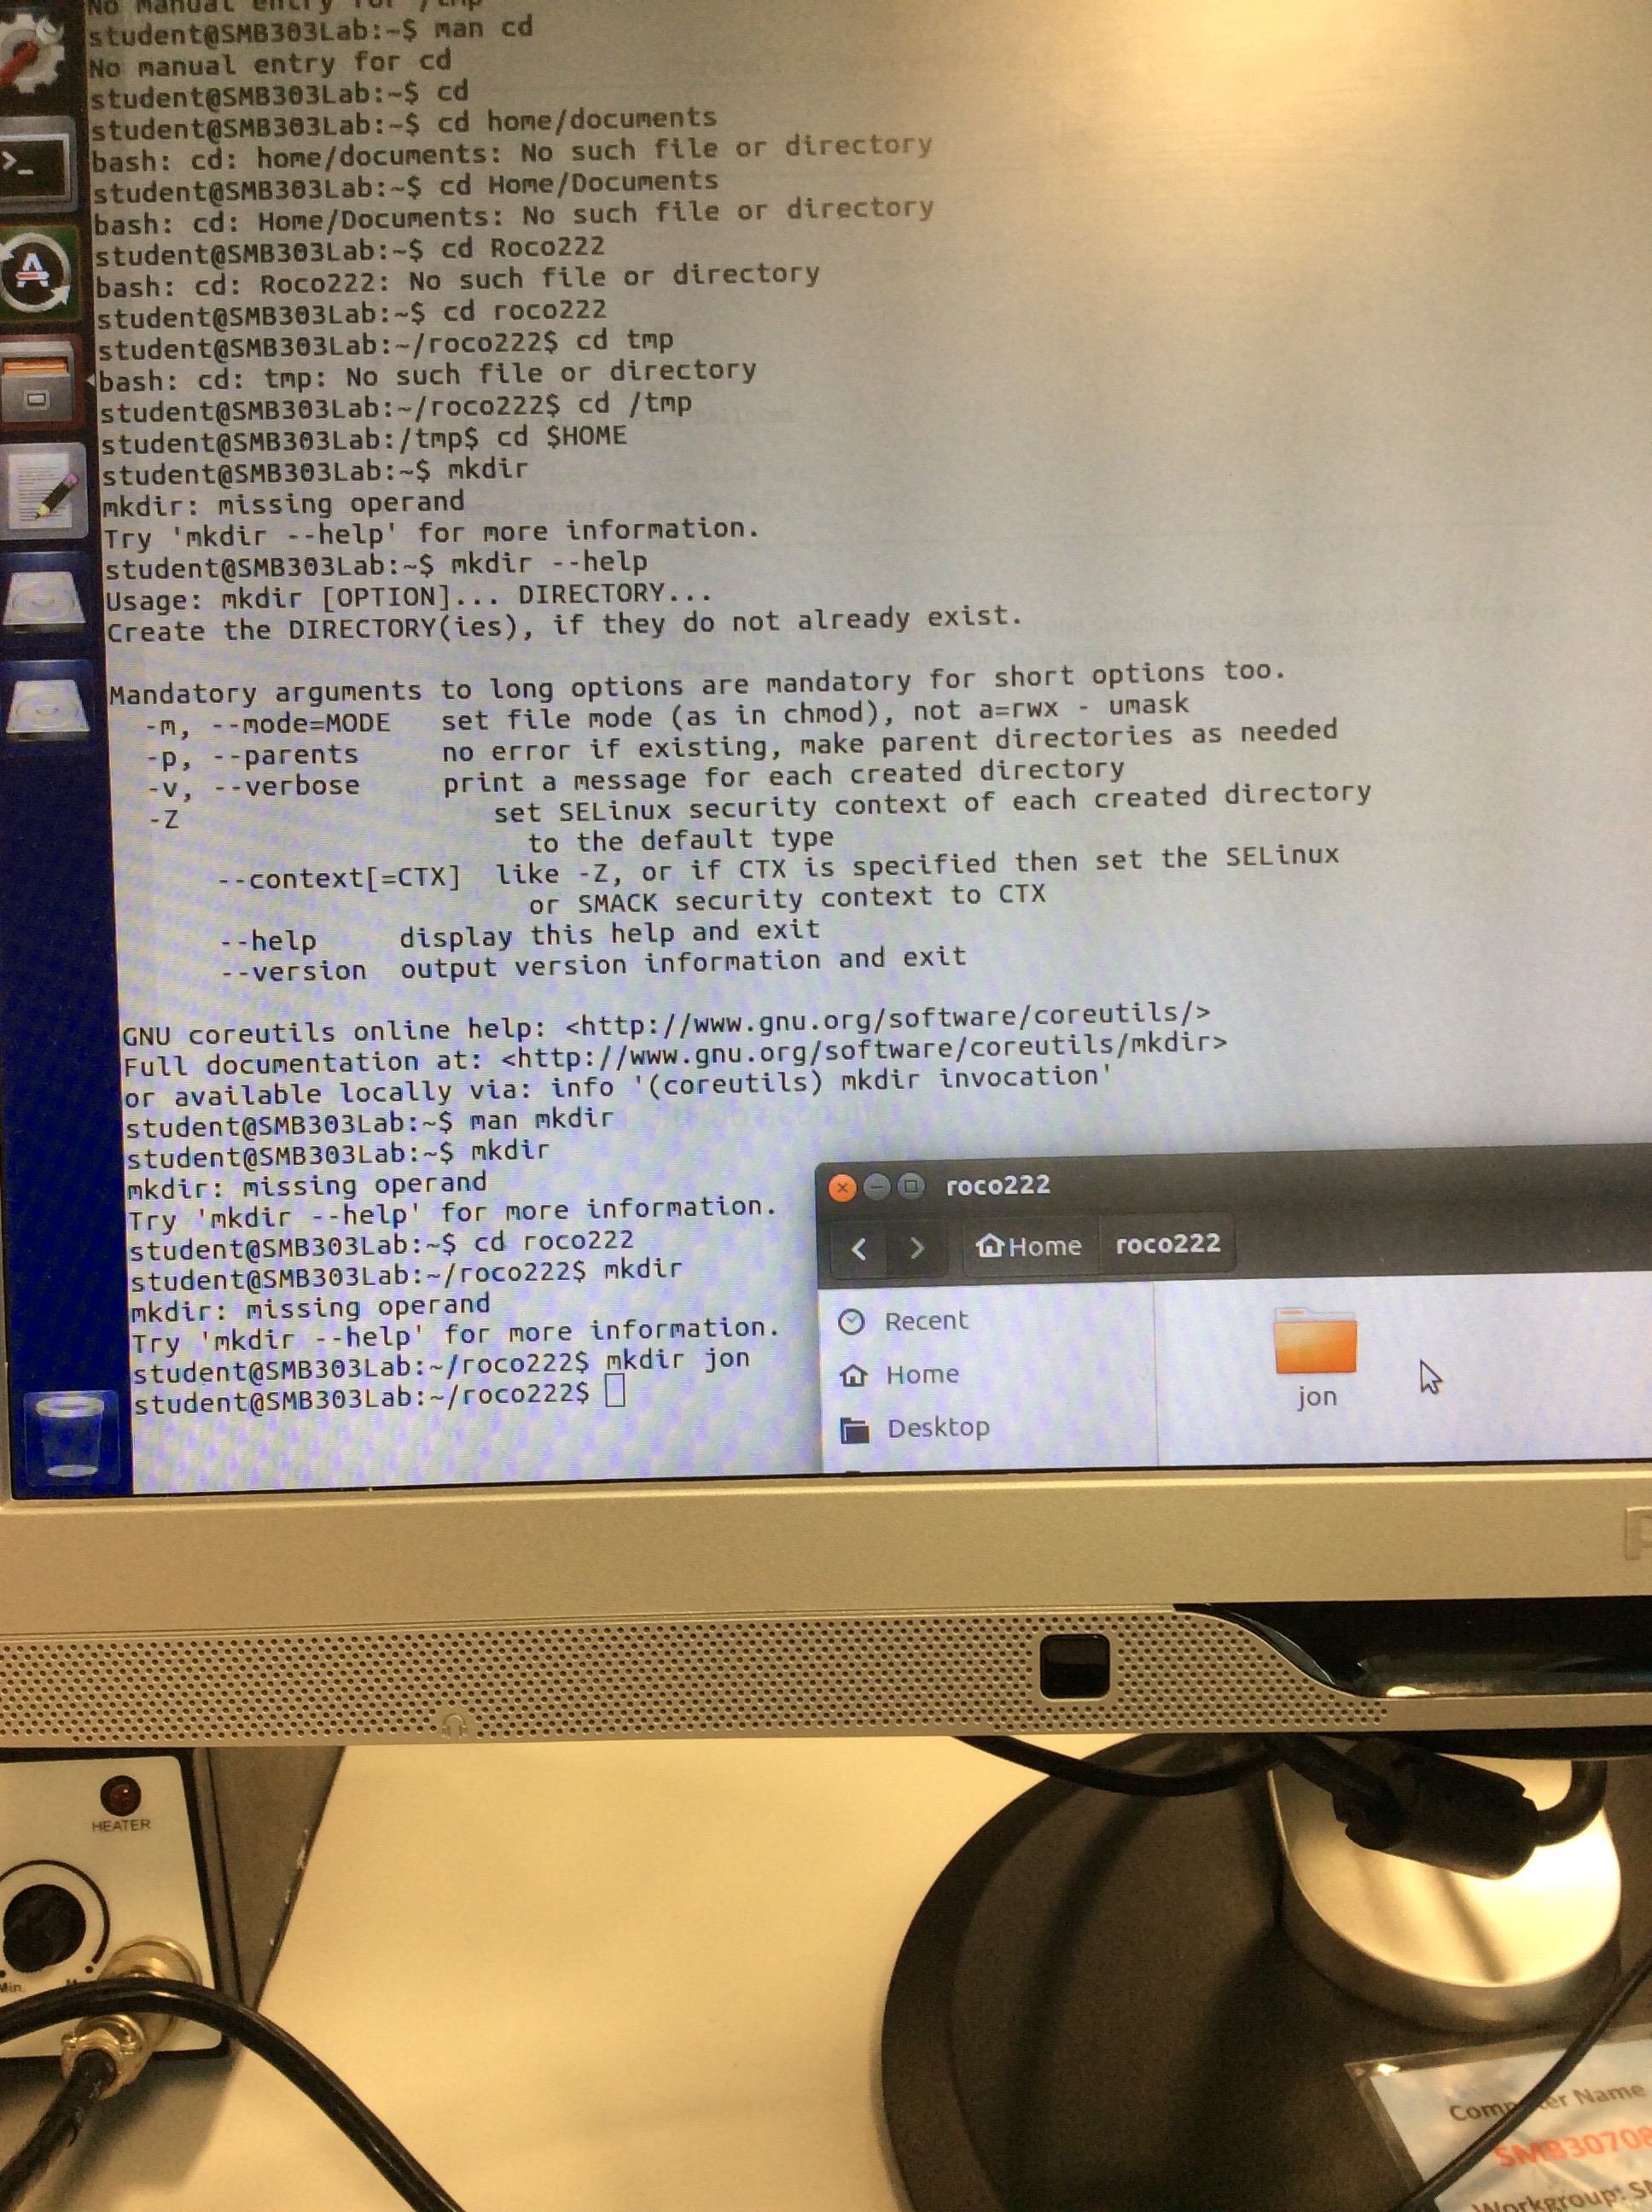 No manual entry for /tmp
student@SMB303Lab:~$ man cd
No manual entry for cd
student@SMB303Lab:~$ cd
student@SMB303Lab:~$ cd home/documents
bash: cd: home/documents: No such file or directory
student@SMB303Lab:~$ cd Home/Documents
bash: cd: Home/Documents: No such file or directory
student@SMB303Lab:~$ cd Roco222
bash: cd: Roco222: No such file or directory
student@SMB303Lab:~$ cd roco222
student@SMB303Lab:~/roco222$ cd tmp
bash: cd: tmp: No such file or directory
student@SMB303Lab:~/roco222$ cd /tmp
student@SMB303Lab:/tmp$ cd $HOME
student@SMB303Lab:~$ mkdir
mkdir: missing operand
Try 'mkdir --help' for more information.
student@SMB303Lab:~$ mkdir --help
Usage: mkdir [OPTION]... DIRECTORY...
Create the DIRECTORY(ies), if they do not already exist.
Mandatory arguments to long options are mandatory for short options too.
-m, --mode=MODE set file mode (as in chmod), not a=rwx - umask
-p, --parents no error if existing, make parent directories as needed
-v, --verbose print a message for each created directory
-Z set SELinux security context of each created directory
to the default type
--context[=CTX] like -Z, or if CTX is specified then set the SELinux
or SMACK security context to CTX
--help display this help and exit
--version output version information and exit
GNU coreutils online help: <http://www.gnu.org/software/coreutils/>
Full documentation at: <http://www.gnu.org/software/coreutils/mkdir>
or available locally via: info '(coreutils) mkdir invocation'
student@SMB303Lab:~$ man mkdir
student@SMB303Lab:~$ mkdir
mkdir: missing operand
Try 'mkdir --help' for more information.
student@SMB303Lab:~$ cd roco222
student@SMB303Lab:~/roco222$ mkdir
mkdir: missing operand
Try 'mkdir --help' for more information.
student@SMB303Lab:~/roco222$ mkdir jon
student@SMB303Lab:~/roco222$
roco222
Home roco222
Recent
Home
Desktop
jon
HEATER
Min.
Computer Name
SMB30708
Workgroup: